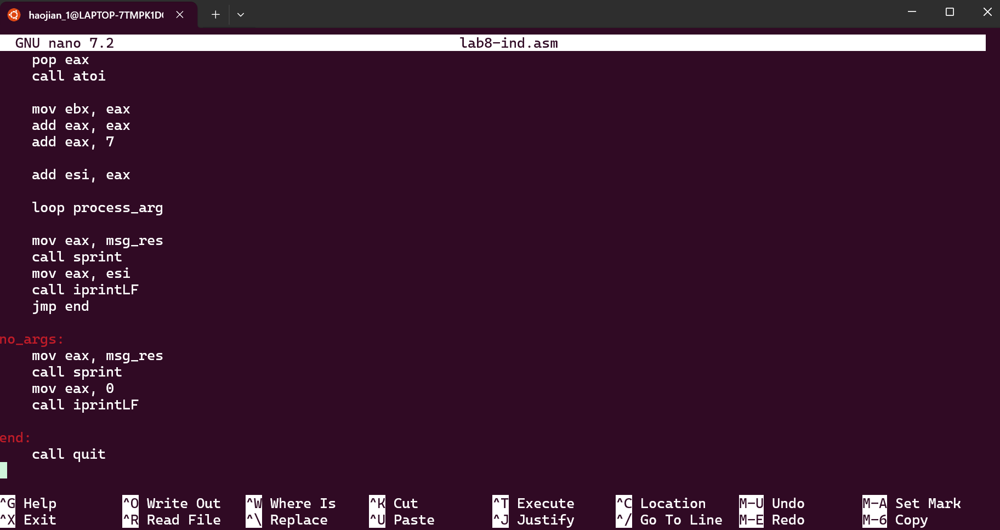 haojian_1@LAPTOP-7TMPK1D
GNU nano 7.2 lab8-ind.asm
pop eax
call atoi
mov ebx, eax
add eax, eax
add eax, 7
add esi, eax
loop process_arg
mov eax, msg_res
call sprint
mov eax, esi
call iprintLF
jmp end
no_args:
mov eax, msg_res
call sprint
mov eax, 0
call iprintLF
end:
call quit
^G Help ^O Write Out ^W Where Is ^K Cut ^T Execute ^C Location M-U Undo M-A Set Mark
^X Exit ^R Read File ^\ Replace ^U Paste ^J Justify ^/ Go To Line M-E Redo M-6 Copy